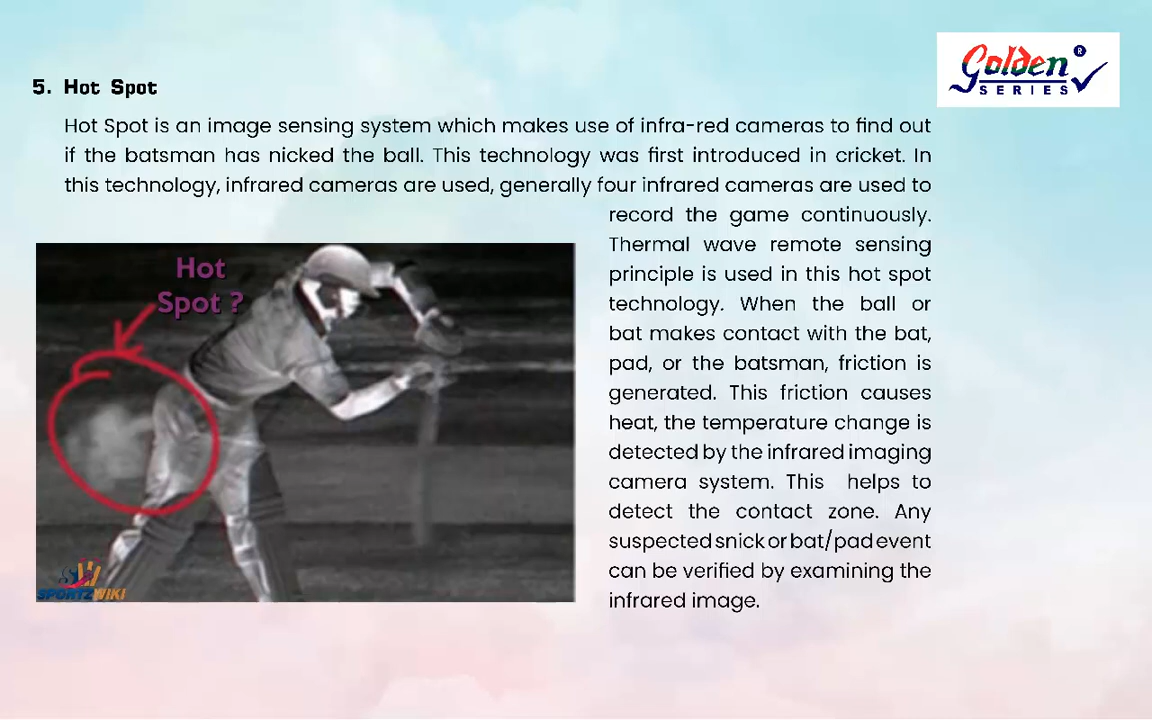 Golden ®
SERIES
5. Hot Spot
Hot Spot is an image sensing system which makes use of infra-red cameras to find out
if the batsman has nicked the ball. This technology was first introduced in cricket. In
this technology, infrared cameras are used, generally four infrared cameras are used to
record the game continuously.
Thermal wave remote sensing
principle is used in this hot spot
technology. When the ball or
bat makes contact with the bat,
pad, or the batsman, friction is
generated. This friction causes
heat, the temperature change is
detected by the infrared imaging
camera system. This helps to
detect the contact zone. Any
suspected snick or bat/pad event
can be verified by examining the
infrared image.
Hot
Spot ?
SW
SPORTZWIKI